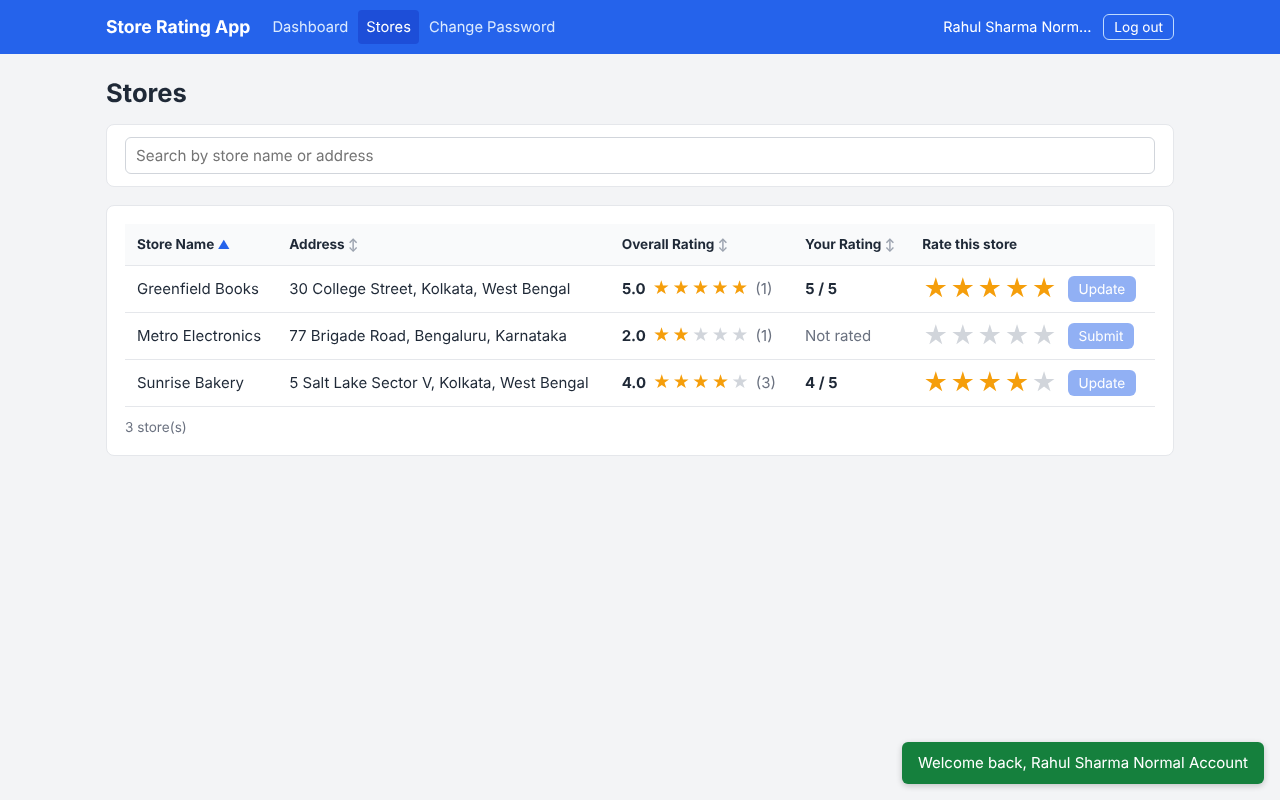 Store Rating App Dashboard Stores Change Password Rahul Sharma Norm... Log out
Stores
Search by store name or address
Store Name ▲ Address ↕ Overall Rating ↕ Your Rating ↕ Rate this store
Greenfield Books 30 College Street, Kolkata, West Bengal 5.0 ★★★★★ (1) 5 / 5 ★★★★★ Update
Metro Electronics 77 Brigade Road, Bengaluru, Karnataka 2.0 ★★★★★ (1) Not rated ★★★★★ Submit
Sunrise Bakery 5 Salt Lake Sector V, Kolkata, West Bengal 4.0 ★★★★★ (3) 4 / 5 ★★★★★ Update
3 store(s)
Welcome back, Rahul Sharma Normal Account